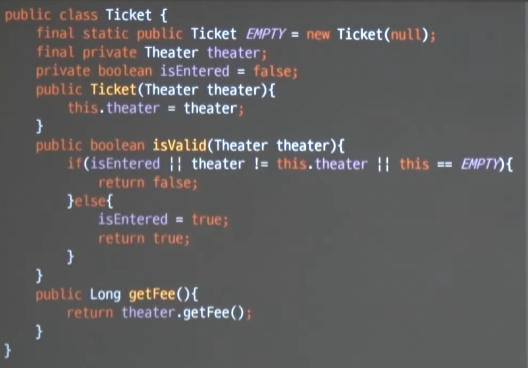 public class Ticket {
    final static public Ticket EMPTY = new Ticket(null);
    final private Theater theater;
    private boolean isEntered = false;
    public Ticket(Theater theater){
        this.theater = theater;
    }
    public boolean isValid(Theater theater){
        if(isEntered || theater != this.theater || this == EMPTY){
            return false;
        }else{
            isEntered = true;
            return true;
        }
    }
    public Long getFee(){
        return theater.getFee();
    }
}